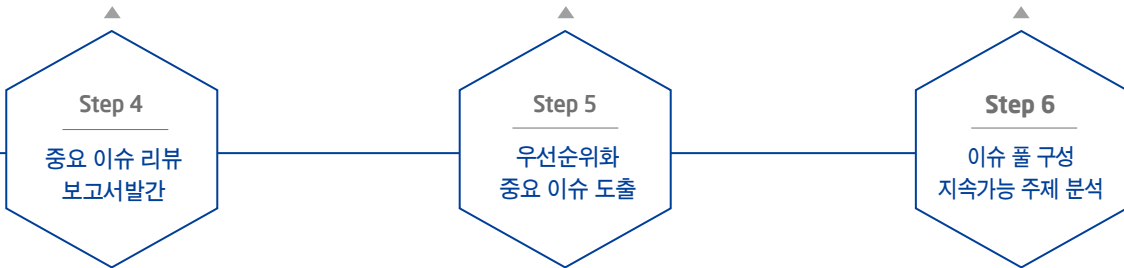 Step 4
중요 이슈 리뷰
보고서발간
Step 5
우선순위화
중요 이슈 도출
Step 6
이슈 풀 구성
지속가능 주제 분석